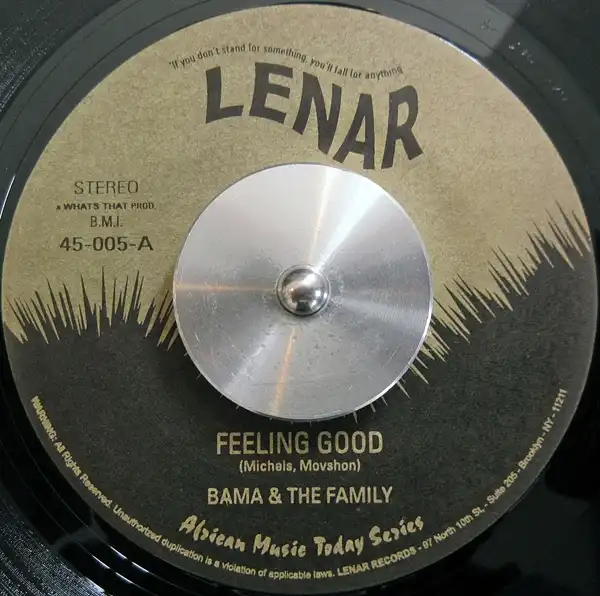 "If you don't stand for something, you'll fall for anything"
LENAR
STEREO
a WHATS THAT PROD.
B.M.I.
45-005-A
FEELING GOOD
(Michels, Movshon)
BAMA & THE FAMILY
African Music Today Series
WARNING: All Rights Reserved. Unauthorized duplication is a violation of applicable laws. LENAR RECORDS - 97 North 10th St. - Suite 205 - Brooklyn - NY - 11211